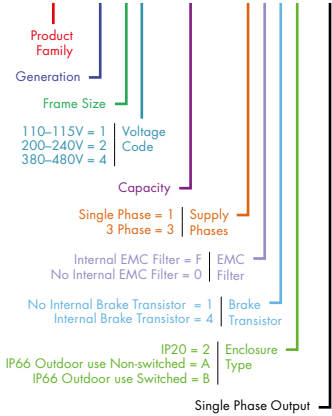 Product
Family
Generation
Frame Size
110–115V = 1
200–240V = 2
380–480V = 4
Voltage
Code
Capacity
Single Phase = 1
3 Phase = 3
Supply
Phases
Internal EMC Filter = F
No Internal EMC Filter = 0
EMC
Filter
No Internal Brake Transistor = 1
Internal Brake Transistor = 4
Brake
Transistor
IP20 = 2
IP66 Outdoor use Non-switched = A
IP66 Outdoor use Switched = B
Enclosure
Type
Single Phase Output